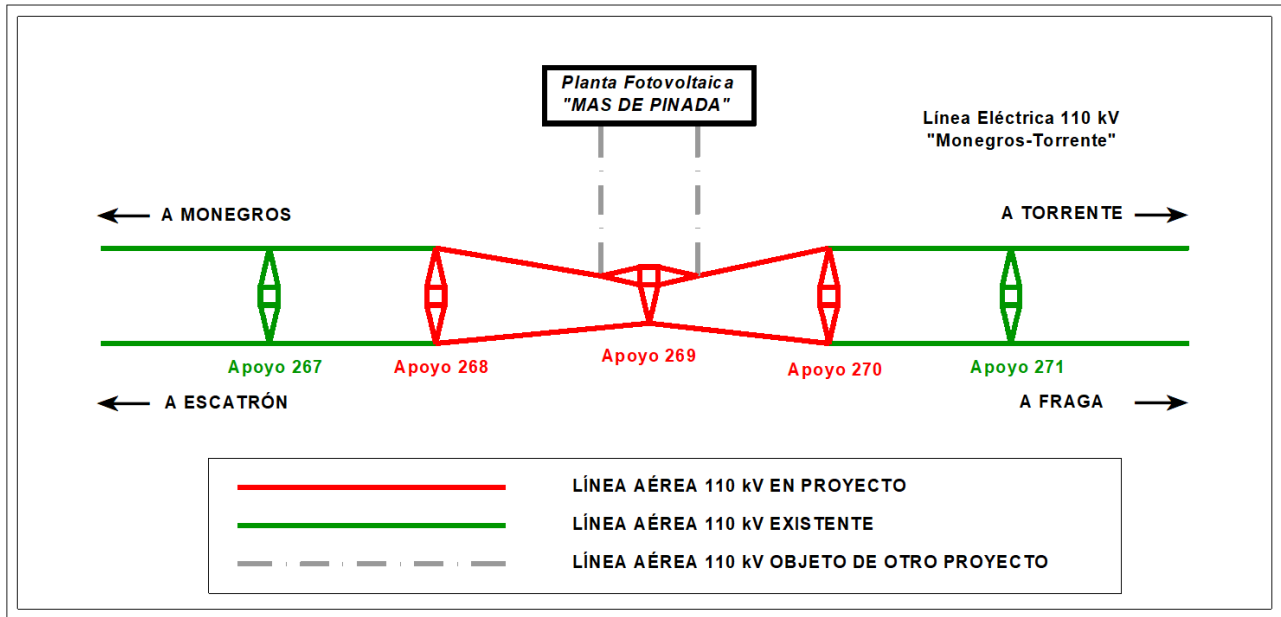 Planta Fotovoltaica
"MAS DE PINADA"
Línea Eléctrica 110 kV
"Monegros-Torrente"
A MONEGROS
A TORRENTE
Apoyo 267
Apoyo 268
Apoyo 269
Apoyo 270
Apoyo 271
A ESCATRÓN
A FRAGA
LÍNEA AÉREA 110 kV EN PROYECTO
LÍNEA AÉREA 110 kV EXISTENTE
LÍNEA AÉREA 110 kV OBJETO DE OTRO PROYECTO